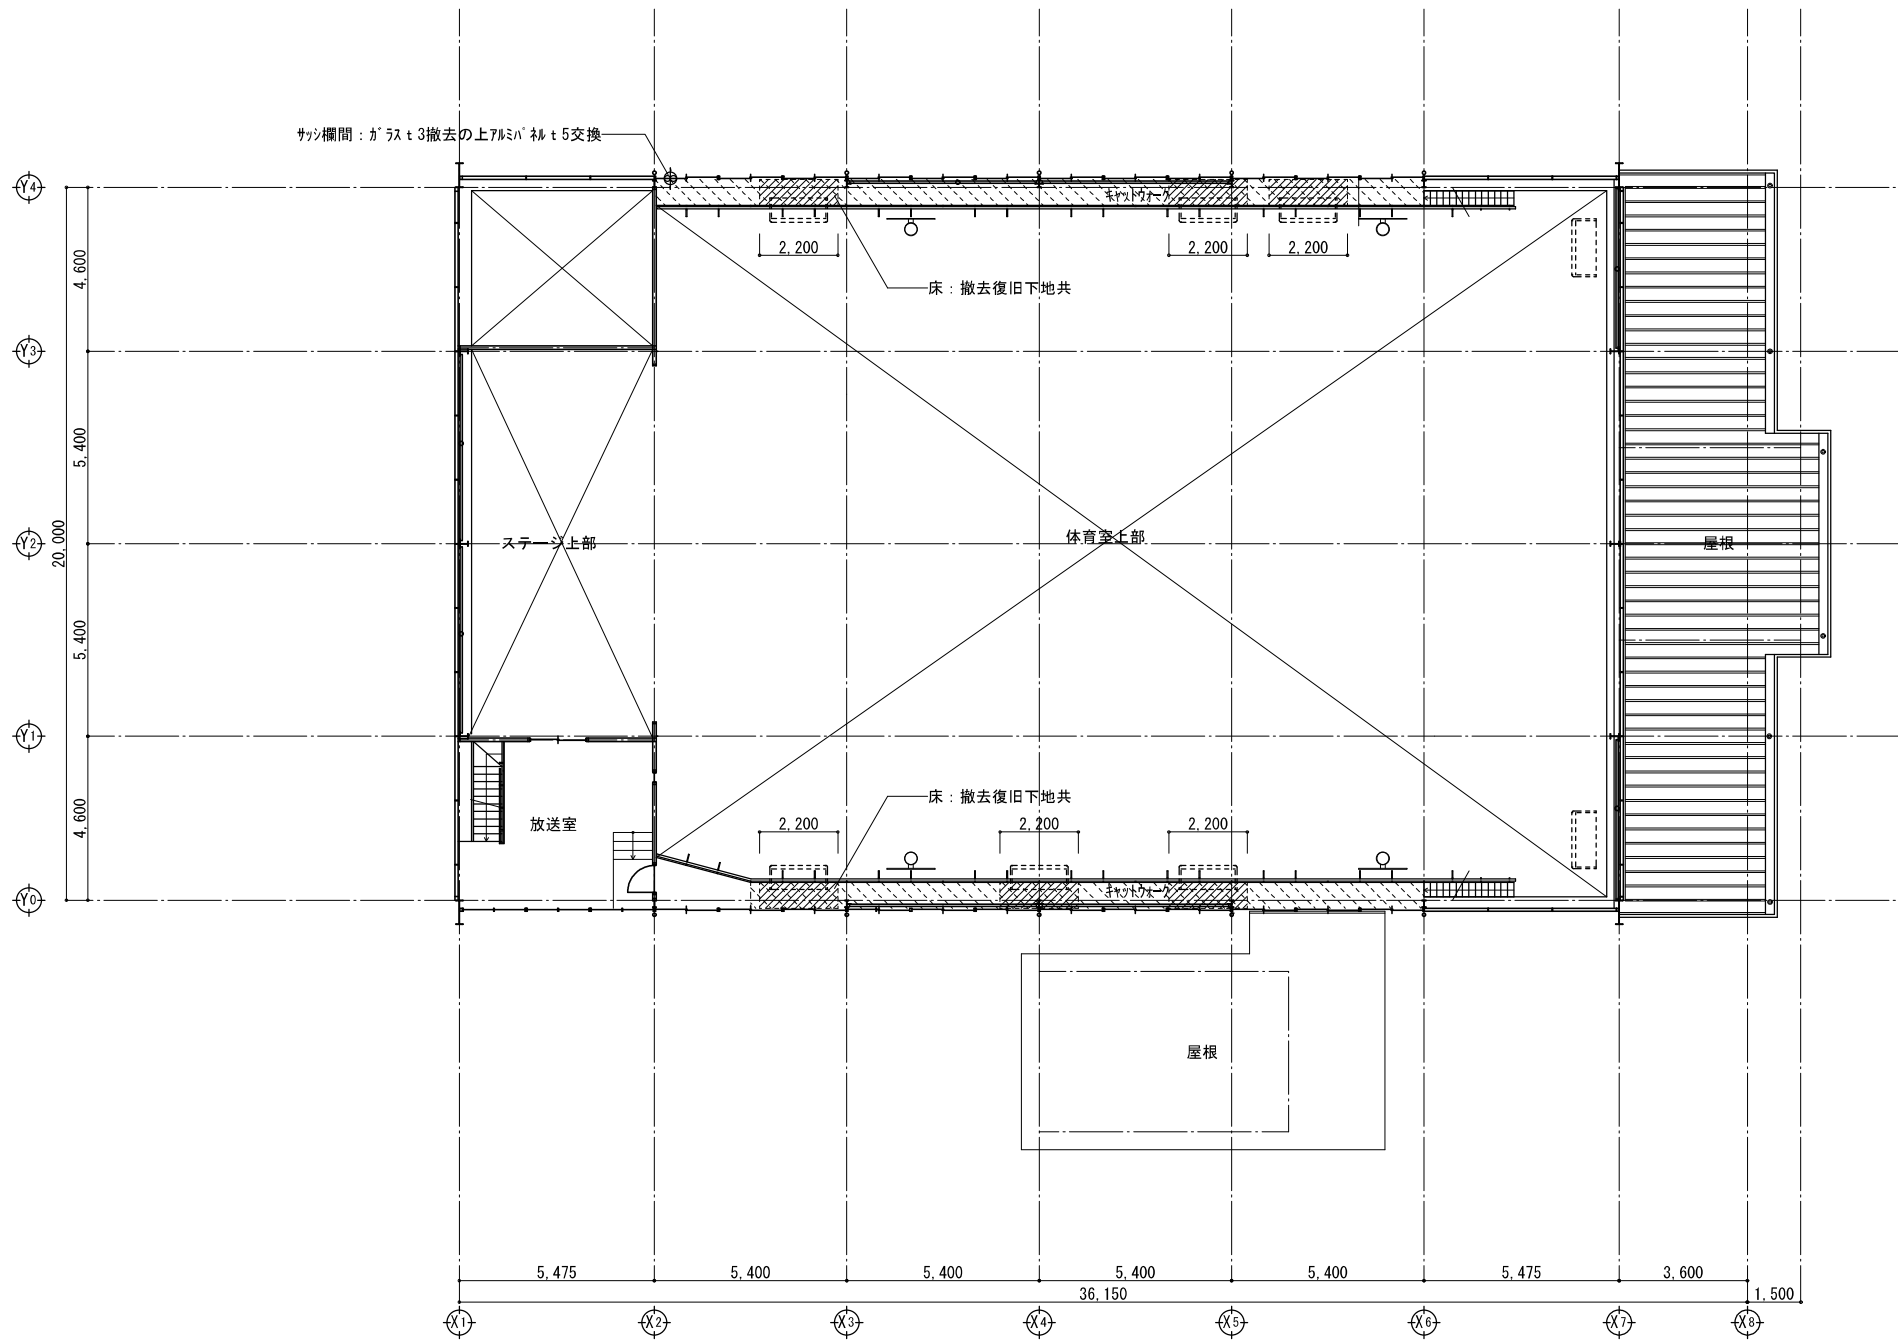 サッシ欄間：ガラスｔ３撤去の上アルミパネルｔ５交換
Y4
キャットウォーク
2,200
2,200
2,200
4,600
床：撤去復旧下地共
Y3
5,400
20,000
Y2
ステージ上部
体育室上部
屋根
5,400
Y1
4,600
床：撤去復旧下地共
放送室
2,200
2,200
2,200
キャットウォーク
Y0
屋根
5,475
5,400
5,400
5,400
5,400
5,475
3,600
36,150
1,500
X1
X2
X3
X4
X5
X6
X7
X8